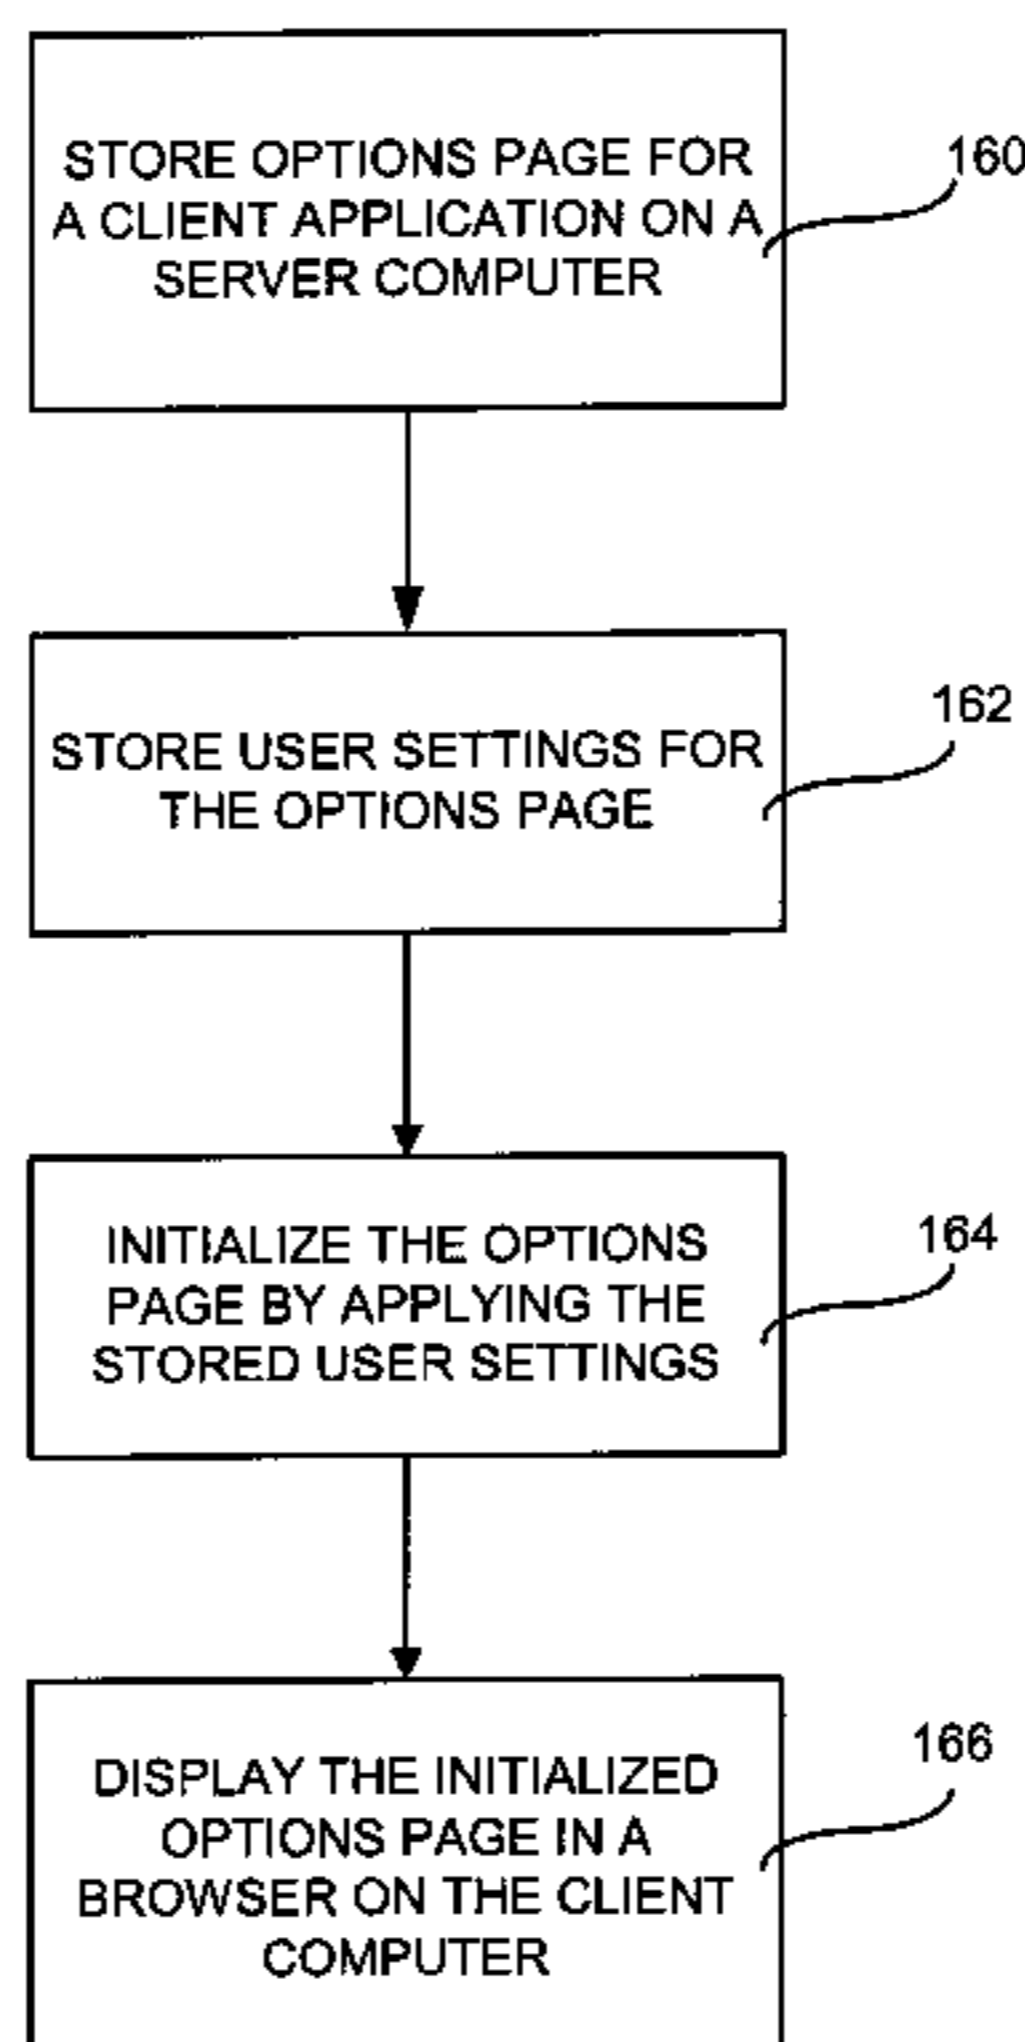 STORE OPTIONS PAGE FOR
A CLIENT APPLICATION ON A
SERVER COMPUTER
160
STORE USER SETTINGS FOR
THE OPTIONS PAGE
162
INITIALIZE THE OPTIONS
PAGE BY APPLYING THE
STORED USER SETTINGS
164
DISPLAY THE INITIALIZED
OPTIONS PAGE IN A
BROWSER ON THE CLIENT
COMPUTER
166